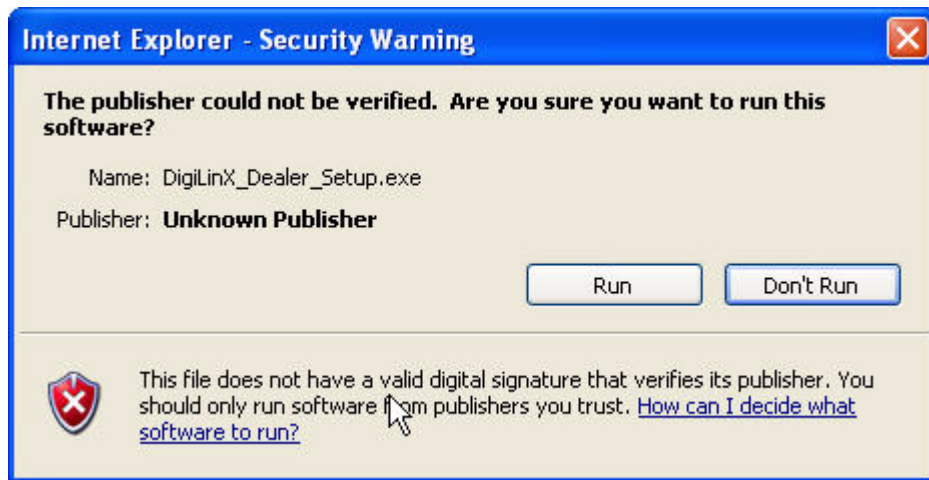 Internet Explorer - Security Warning
The publisher could not be verified. Are you sure you want to run this
software?
Name: DigiLinX_Dealer_Setup.exe
Publisher: Unknown Publisher
Run Don't Run
This file does not have a valid digital signature that verifies its publisher. You
should only run software from publishers you trust. How can I decide what
software to run?